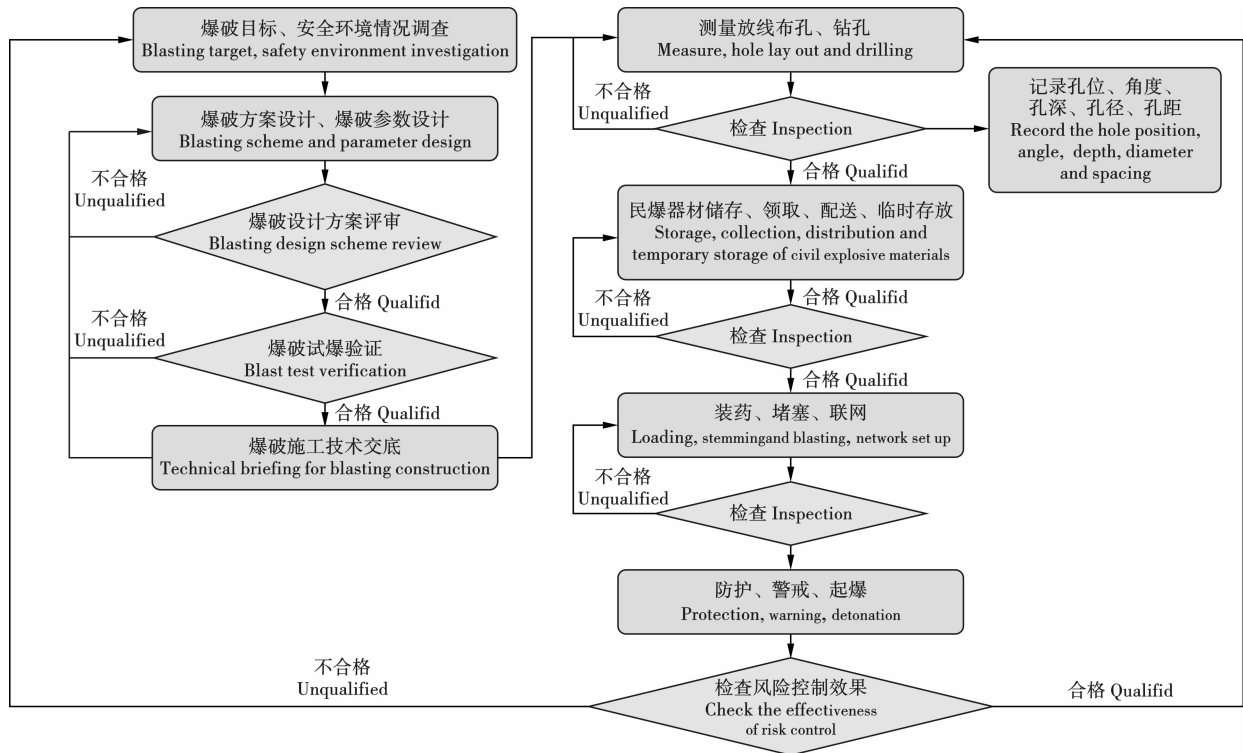 爆破目标、安全环境情况调查
Blasting target, safety environment investigation
爆破方案设计、爆破参数设计
Blasting scheme and parameter design
不合格
Unqualified
爆破设计方案评审
Blasting design scheme review
合格 Qualifid
不合格
Unqualified
爆破试爆验证
Blast test verification
合格 Qualifid
爆破施工技术交底
Technical briefing for blasting construction
测量放线布孔、钻孔
Measure, hole lay out and drilling
不合格
Unqualified
检查 Inspection
记录孔位、角度、
孔深、孔径、孔距
Record the hole position,
angle, depth, diameter
and spacing
合格 Qualifid
民爆器材储存、领取、配送、临时存放
Storage, collection, distribution and
temporary storage of civil explosive materials
不合格
Unqualified
合格 Qualifid
检查 Inspection
合格 Qualifid
装药、堵塞、联网
Loading, stemmingand blasting, network set up
不合格
Unqualified
检查 Inspection
防护、警戒、起爆
Protection, warning, detonation
不合格
Unqualified
检查风险控制效果
Check the effectiveness
of risk control
合格 Qualifid